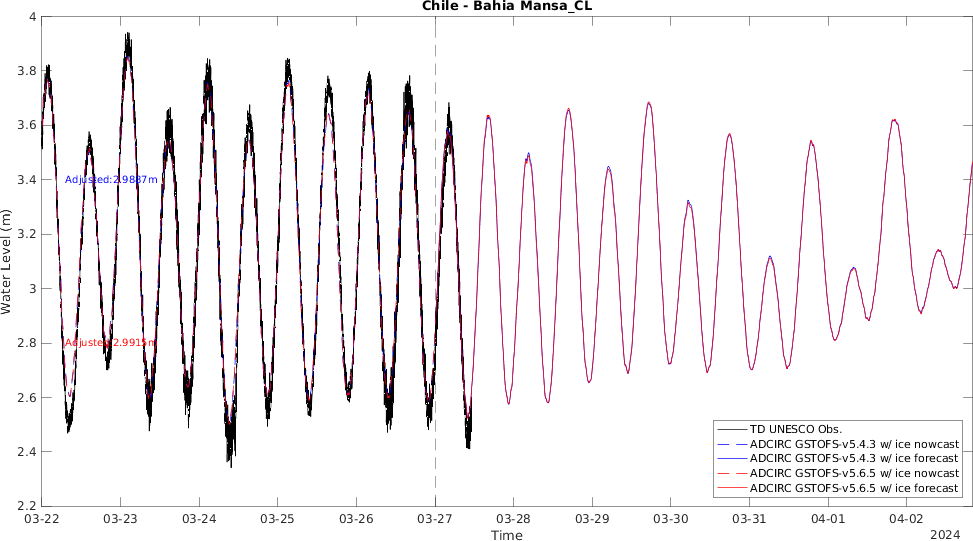 Chile - Bahia Mansa_CL
4
3.8
3.6
3.4
3.2
3
2.8
2.6
2.4
2.2
Water Level (m)
Adjusted:2.9887m
Adjusted:2.9915m
TD UNESCO Obs.
ADCIRC GSTOFS-v5.4.3 w/ ice nowcast
ADCIRC GSTOFS-v5.4.3 w/ ice forecast
ADCIRC GSTOFS-v5.6.5 w/ ice nowcast
ADCIRC GSTOFS-v5.6.5 w/ ice forecast
03-22 03-23 03-24 03-25 03-26 03-27 03-28 03-29 03-30 03-31 04-01 04-02
Time
2024